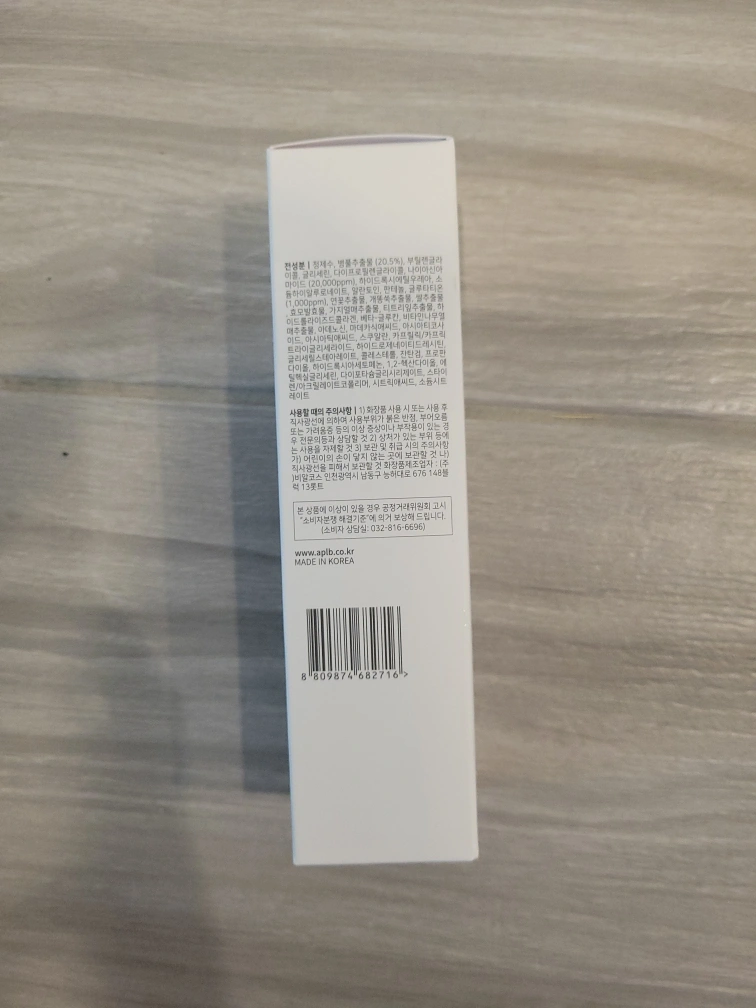 전성분 | 정제수, 병풀추출물 (20.5%), 부틸렌글라
이콜, 글리세린, 다이프로필렌글라이콜, 나이아신아
마이드 (20,000ppm), 하이드록시에틸우레아, 소
듐하이알루로네이트, 알란토인, 판테놀, 글루타티온
(1,000ppm), 연꽃추출물, 개똥쑥추출물, 쌀추출물
, 효모발효물, 가지열매추출물, 티트리잎추출물, 하
이드롤라이즈드콜라겐, 베타-글루칸, 비타민나무열
매추출물, 아데노신, 마데카식애씨드, 아시아티코사
이드, 아시아틱애씨드, 스쿠알란, 카프릴릭/카프릭
트라이글리세라이드, 하이드로제네이티드레시틴,
글리세릴스테아레이트, 콜레스테롤, 잔탄검, 프로판
다이올, 하이드록시아세토페논, 1,2-헥산다이올, 에
틸헥실글리세린, 다이포타슘글리시리제이트, 스타이
렌/아크릴레이트코폴리머, 시트릭애씨드, 소듐시트
레이트
사용할 때의 주의사항 | 1) 화장품 사용 시 또는 사용 후
직사광선에 의하여 사용부위가 붉은 반점, 부어오름
또는 가려움증 등의 이상 증상이나 부작용이 있는 경
우 전문의등과 상담할 것 2) 상처가 있는 부위 등에
는 사용을 자제할 것 3) 보관 및 취급 시의 주의사항
가) 어린이의 손이 닿지 않는 곳에 보관할 것 나)
직사광선을 피해서 보관할 것 화장품제조업자 : (주
)비알코스 인천광역시 남동구 능허대로 676 148블
럭 13롯트
본 상품에 이상이 있을 경우 공정거래위원회 고시
"소비자분쟁 해결기준"에 의거 보상해 드립니다.
(소비자 상담실: 032-816-6696)
www.aplb.co.kr
MADE IN KOREA
8 809874 682716 >